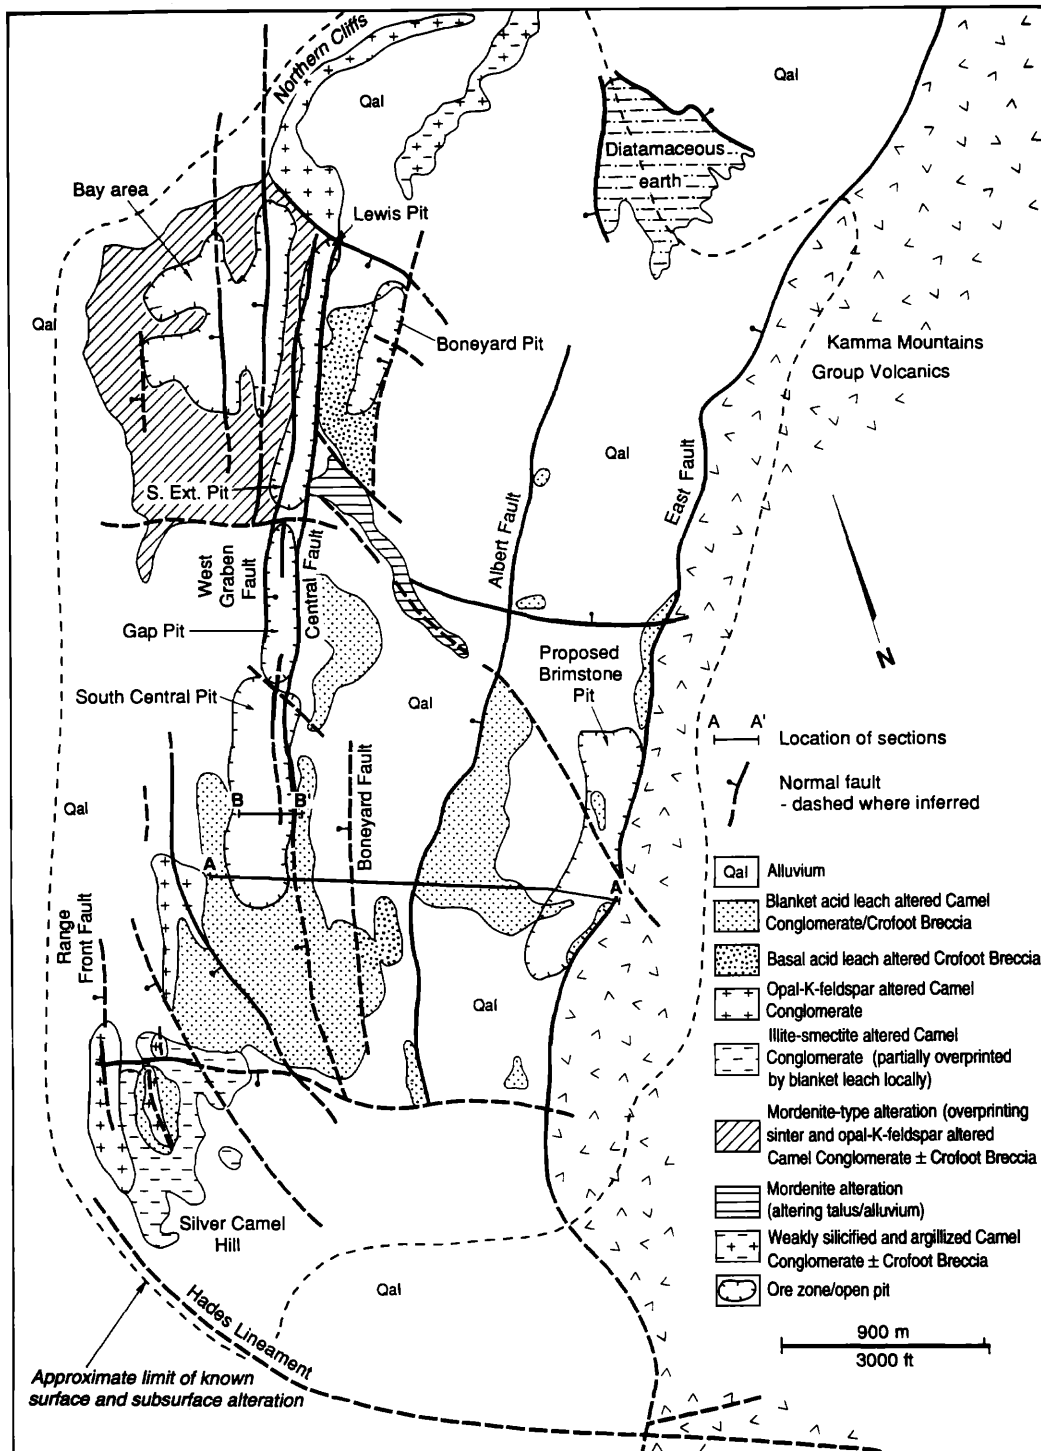 Northern Cliffs
Qal
Qal
Diatamaceous
earth
Bay area
Lewis Pit
Qal
Boneyard Pit
Kamma Mountains
Group Volcanics
Qal
S. Ext. Pit
East Fault
Albert Fault
West
Graben
Fault
Central Fault
Gap Pit
Proposed
Brimstone
Pit
N
South Central Pit
Qal
A A'
Location of sections
Normal fault
- dashed where inferred
B B'
Qal
Boneyard Fault
A
A'
Qal Alluvium
Blanket acid leach altered Camel
Conglomerate/Crofoot Breccia
Range
Front Fault
Basal acid leach altered Crofoot Breccia
Qal
Opal-K-feldspar altered Camel
Conglomerate
Illite-smectite altered Camel
Conglomerate (partially overprinted
by blanket leach locally)
Mordenite-type alteration (overprinting
sinter and opal-K-feldspar altered
Camel Conglomerate ± Crofoot Breccia
Mordenite alteration
(altering talus/alluvium)
Silver Camel
Hill
Weakly silicified and argillized Camel
Conglomerate ± Crofoot Breccia
Ore zone/open pit
Qal
Hades Lineament
900 m
3000 ft
Approximate limit of known
surface and subsurface alteration